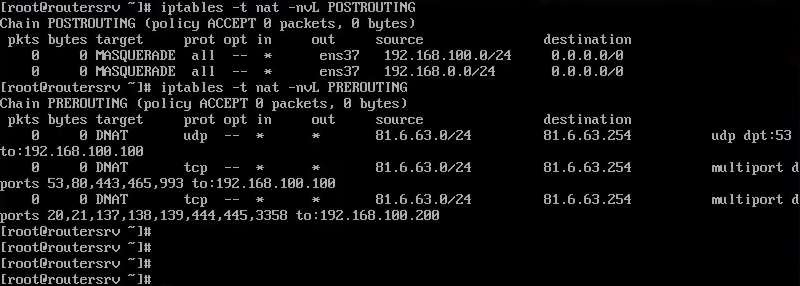 [root@routersrv ~]# iptables -t nat -nvL POSTROUTING
Chain POSTROUTING (policy ACCEPT 0 packets, 0 bytes)
 pkts bytes target     prot opt in     out     source               destination
    0     0 MASQUERADE  all  --  *      ens37   192.168.100.0/24     0.0.0.0/0
    0     0 MASQUERADE  all  --  *      ens37   192.168.0.0/24       0.0.0.0/0
[root@routersrv ~]# iptables -t nat -nvL PREROUTING
Chain PREROUTING (policy ACCEPT 0 packets, 0 bytes)
 pkts bytes target     prot opt in     out     source               destination
    0     0 DNAT       udp  --  *      *       81.6.63.0/24         81.6.63.254          udp dpt:53
to:192.168.100.100
    0     0 DNAT       tcp  --  *      *       81.6.63.0/24         81.6.63.254          multiport d
ports 53,80,443,465,993 to:192.168.100.100
    0     0 DNAT       tcp  --  *      *       81.6.63.0/24         81.6.63.254          multiport d
ports 20,21,137,138,139,444,445,3358 to:192.168.100.200
[root@routersrv ~]#
[root@routersrv ~]#
[root@routersrv ~]#
[root@routersrv ~]#